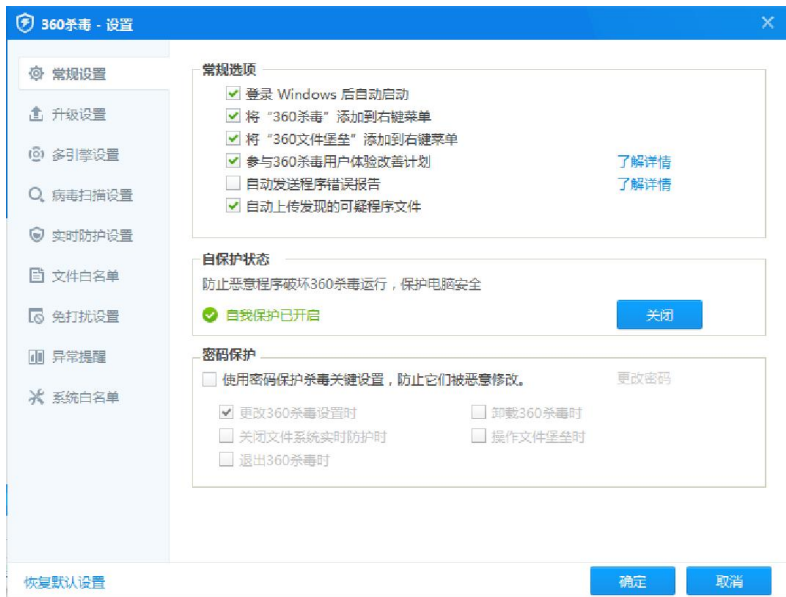 360杀毒 - 设置
常规设置
升级设置
多引擎设置
病毒扫描设置
实时防护设置
文件白名单
免打扰设置
异常提醒
系统白名单
常规选项
登录 Windows 后自动启动
将“360杀毒”添加到右键菜单
将“360文件堡垒”添加到右键菜单
参与360杀毒用户体验改善计划 了解详情
自动发送程序错误报告 了解详情
自动上传发现的可疑程序文件
自保护状态
防止恶意程序破坏360杀毒运行，保护电脑安全
自我保护已开启 关闭
密码保护
使用密码保护杀毒关键设置，防止它们被恶意修改。 更改密码
更改360杀毒设置时 卸载360杀毒时
关闭文件系统实时防护时 操作文件堡垒时
退出360杀毒时
恢复默认设置 确定 取消